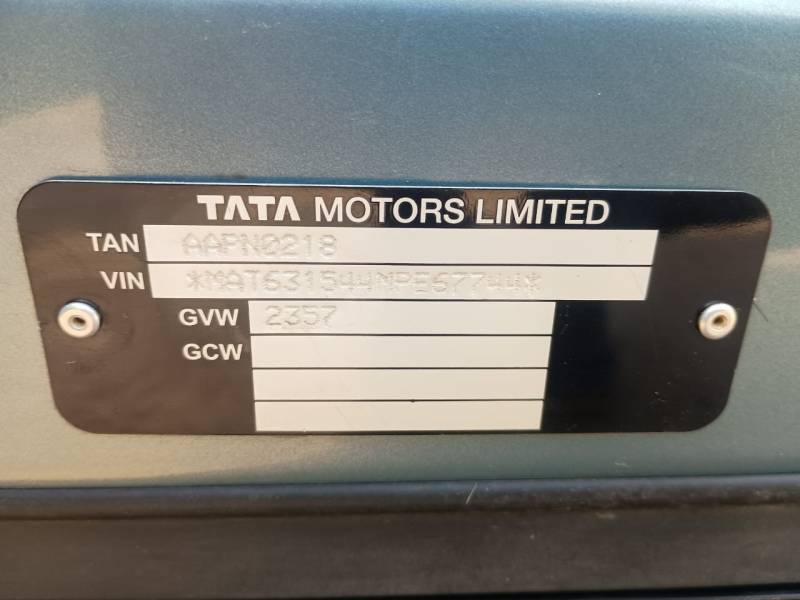 TATA MOTORS LIMITED
TAN AAPN0218
VIN *MAT631544MPE67744*
GVW 2357
GCW